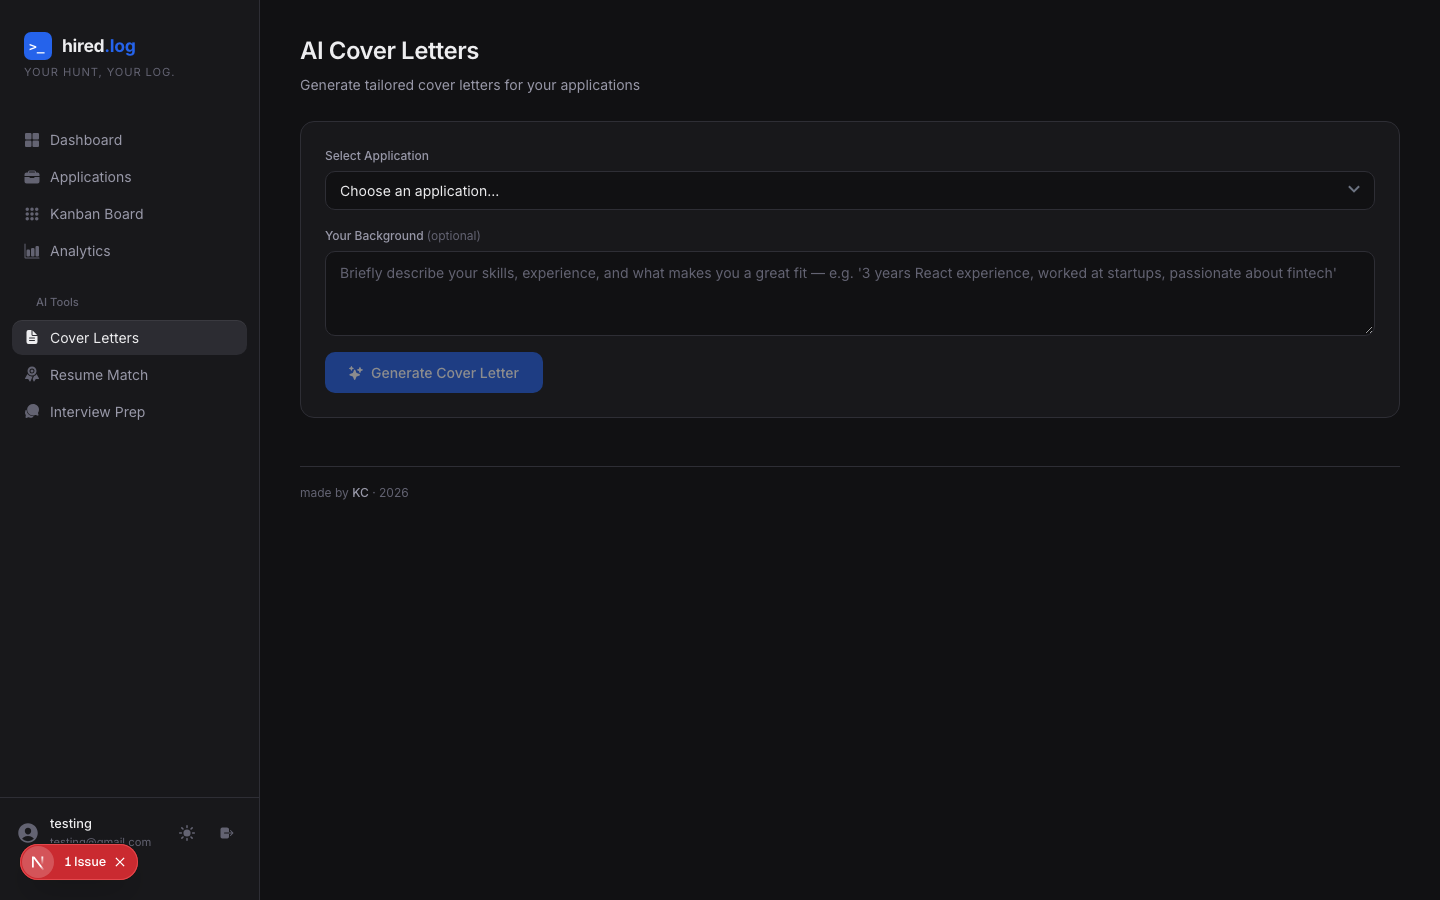 >_ hired.log
YOUR HUNT, YOUR LOG.
Dashboard
Applications
Kanban Board
Analytics
AI Tools
Cover Letters
Resume Match
Interview Prep
testing
testing@gmail.com
N 1 Issue
AI Cover Letters
Generate tailored cover letters for your applications
Select Application
Choose an application...
Your Background (optional)
Briefly describe your skills, experience, and what makes you a great fit — e.g. '3 years React experience, worked at startups, passionate about fintech'
Generate Cover Letter
made by KC · 2026